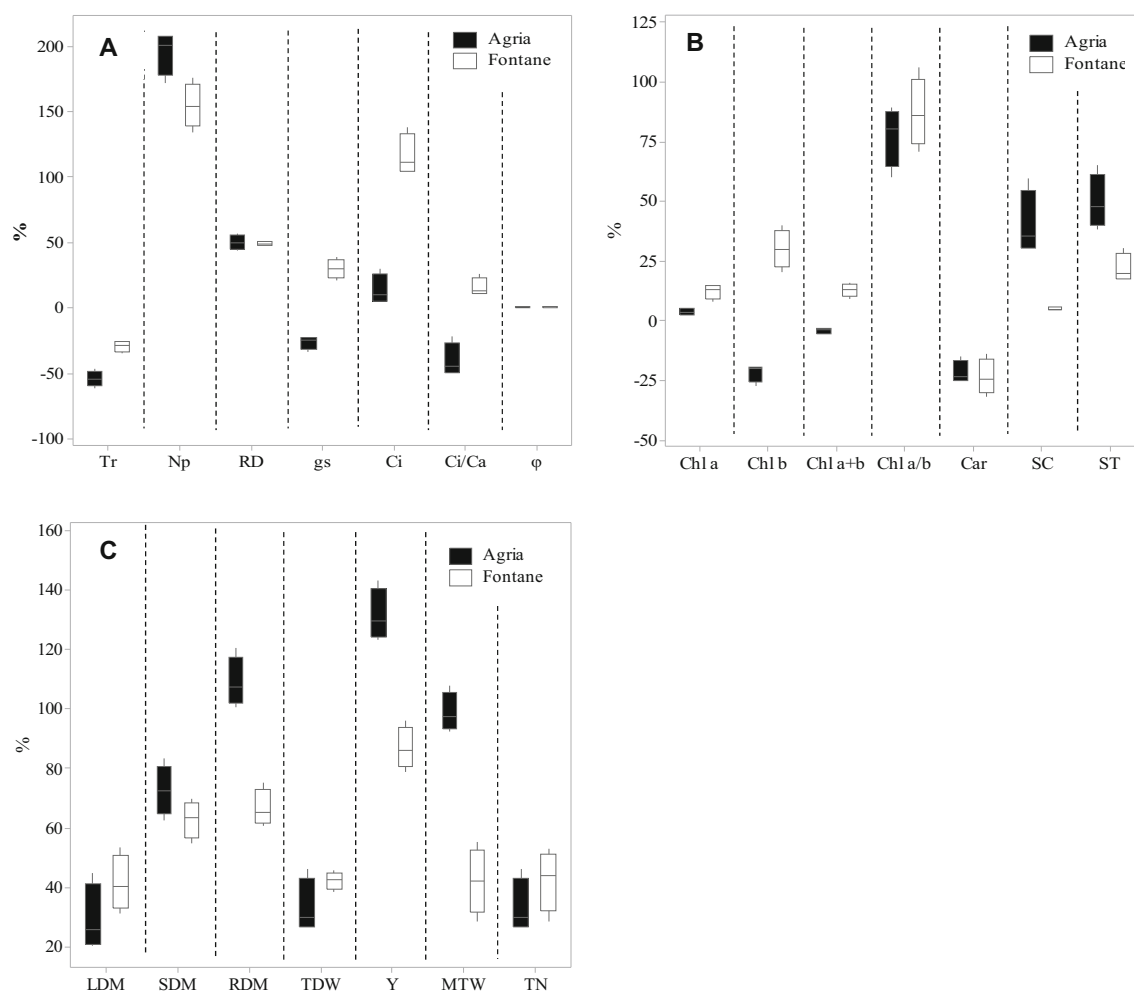 A
Agria
Fontane
%
200
150
100
50
0
-50
-100
Tr Np RD gs Ci Ci/Ca φ
B
Agria
Fontane
%
125
100
75
50
25
0
-25
-50
Chl a Chl b Chl a+b Chl a/b Car SC ST
C
Agria
Fontane
%
160
140
120
100
80
60
40
20
LDM SDM RDM TDW Y MTW TN